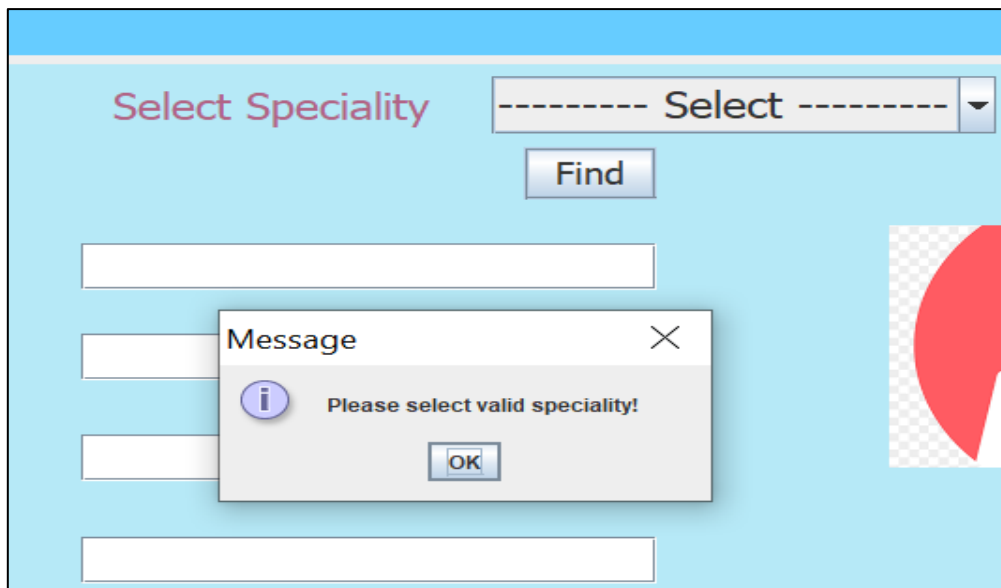 Select Speciality
--------- Select ---------
Find
Message
i
Please select valid speciality!
OK